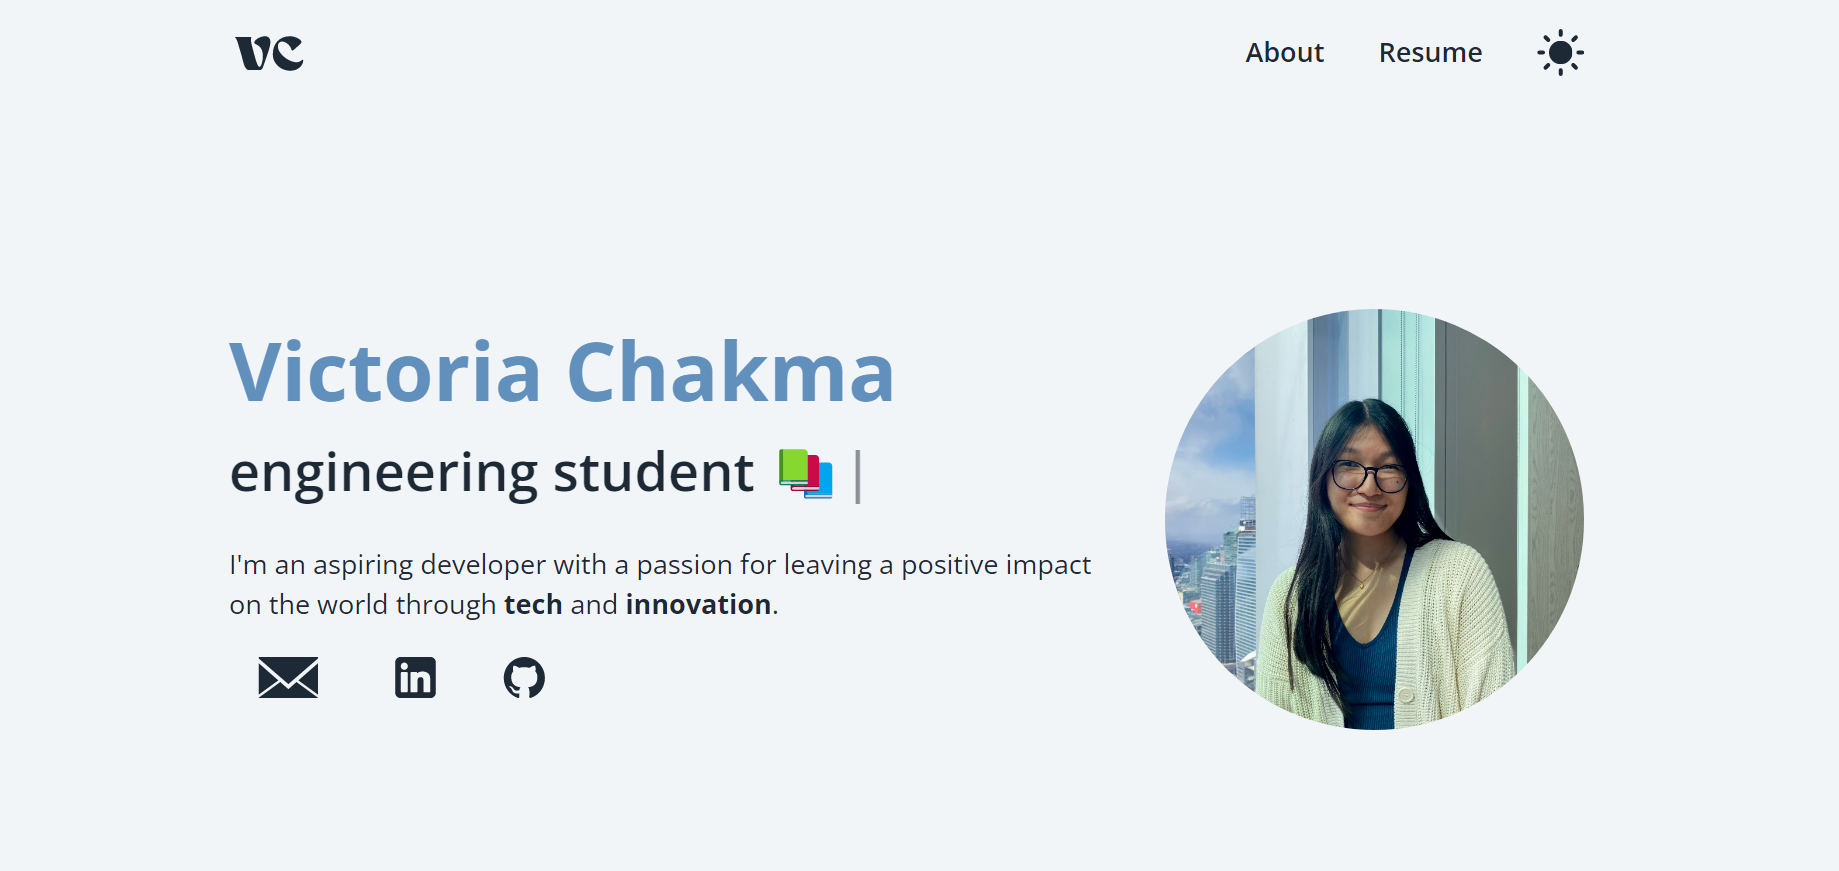 vc
About Resume
Victoria Chakma
engineering student 📚|
I'm an aspiring developer with a passion for leaving a positive impact
on the world through tech and innovation.
in